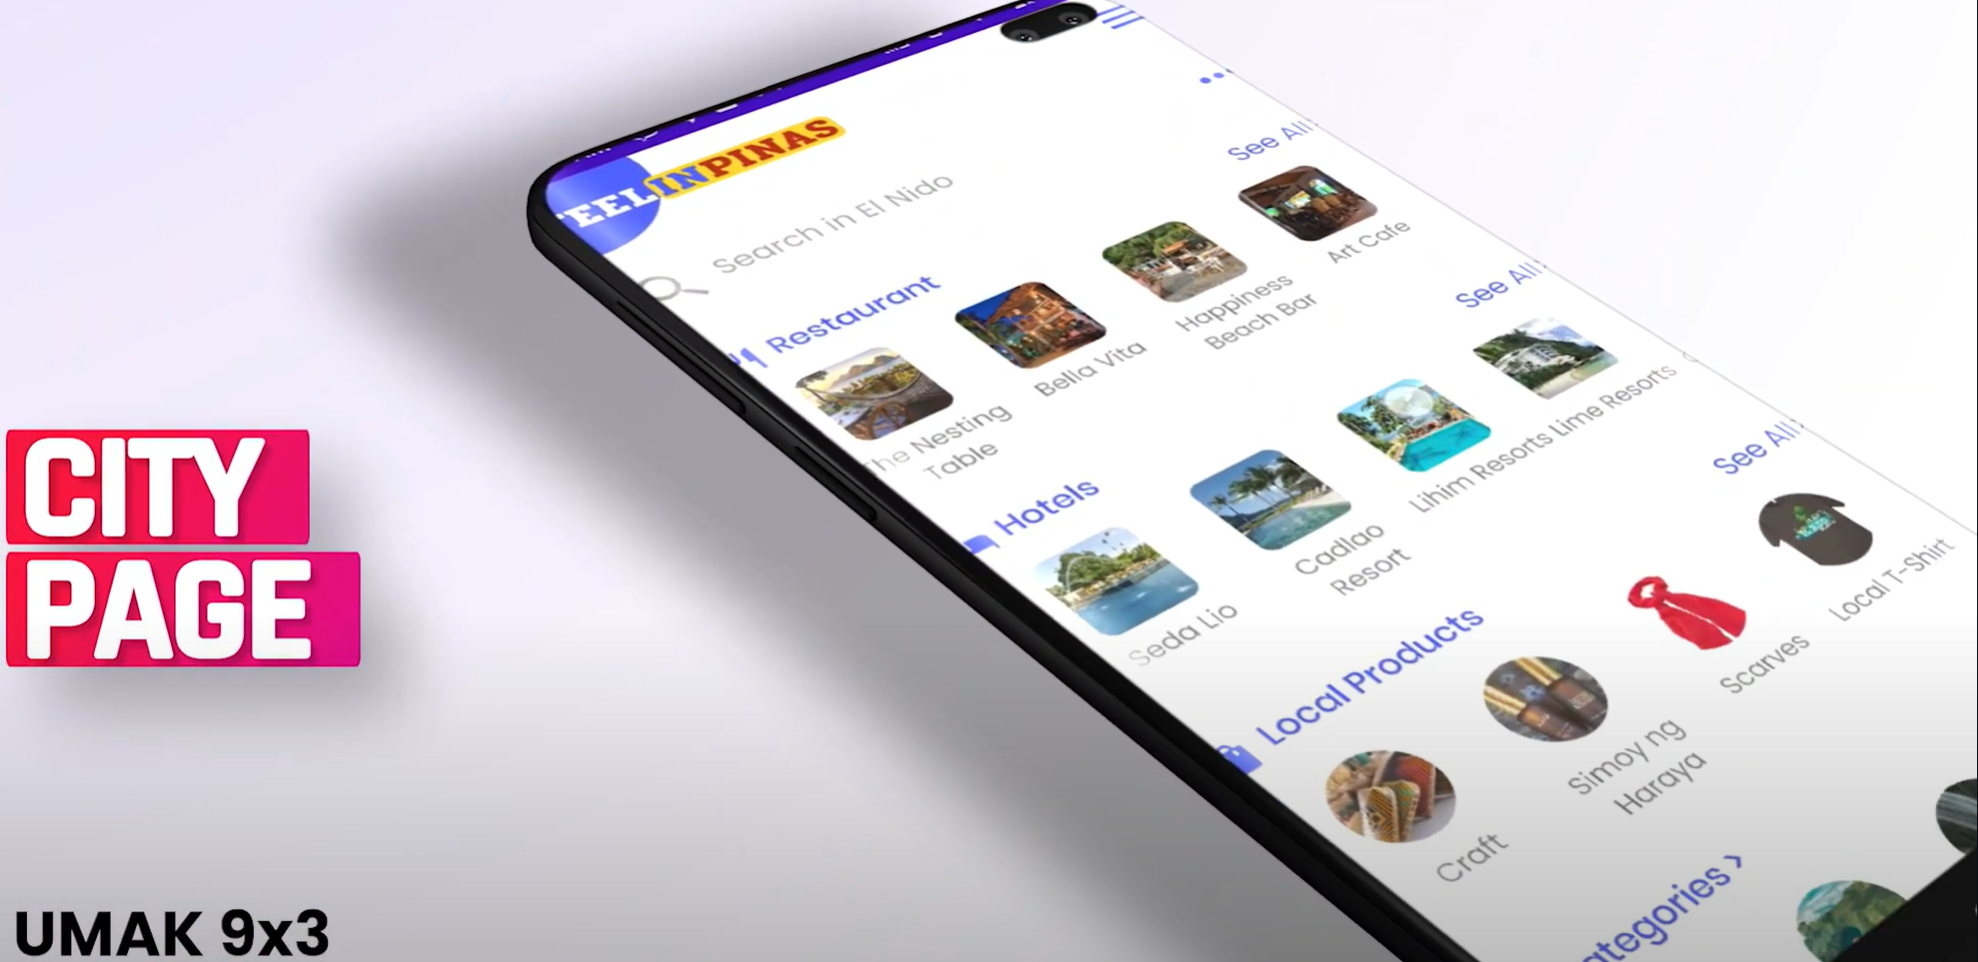 EELINPINAS
Search in El Nido
Restaurant
See All
The Nesting
Table
Bella Vita
Happiness
Beach Bar
Art Cafe
Hotels
See All
Seda Lio
Cadlao
Resort
Lihim Resorts
Lime Resorts
Local Products
See All
Craft
Simoy ng
Haraya
Scarves
Local T-Shirt
ategories ›
CITY
PAGE
UMAK 9x3